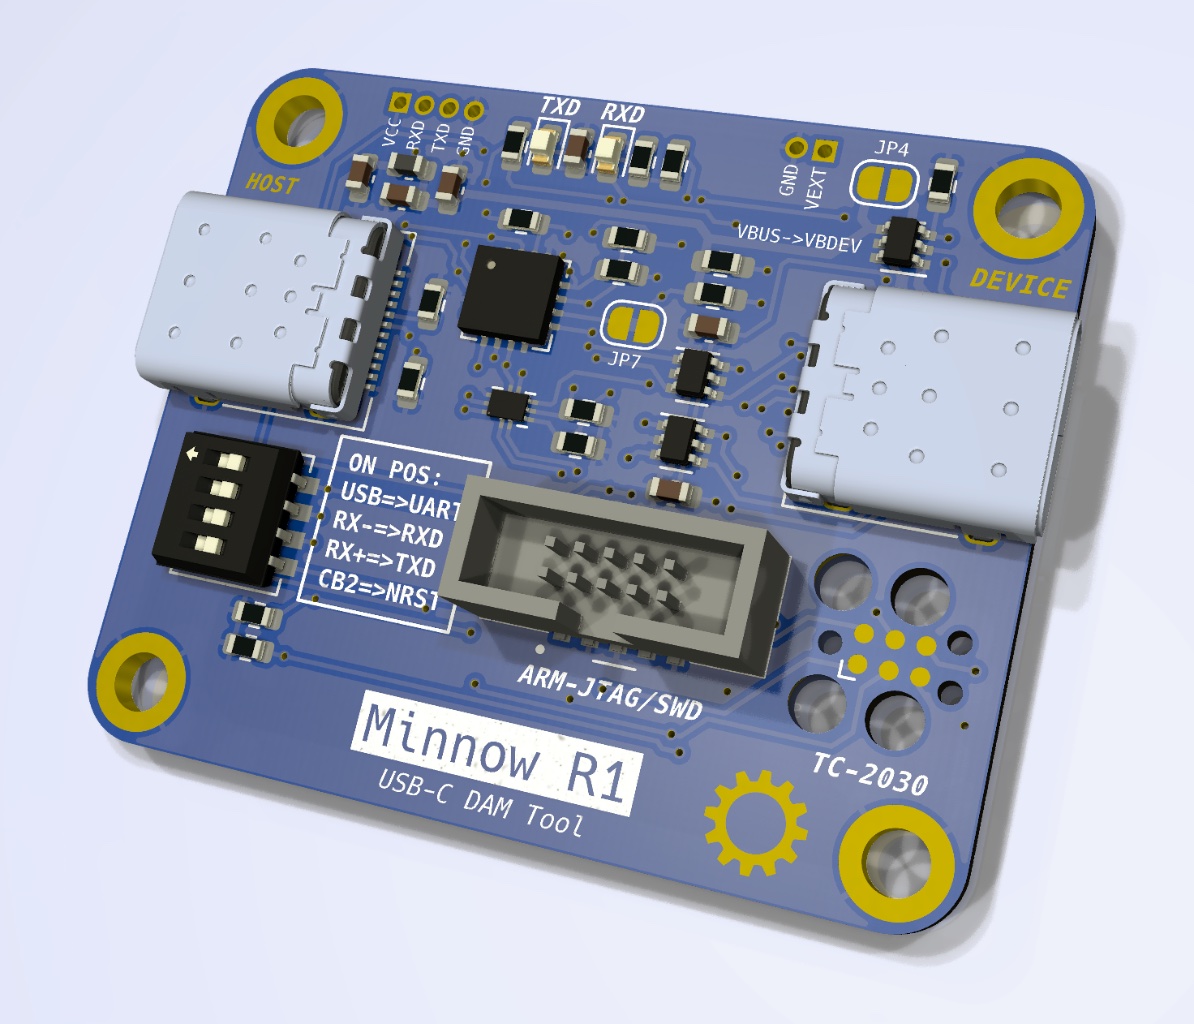 TXD
RXD
VCC
RXD
TXD
GND
GND
VEXT
JP4
HOST
VBUS->VBDEV
DEVICE
JP7
ON POS:
USB=>UART
RX-=>RXD
RX+=>TXD
CB2=>NRST
ARM-JTAG/SWD
TC-2030
Minnow R1
USB-C DAM Tool